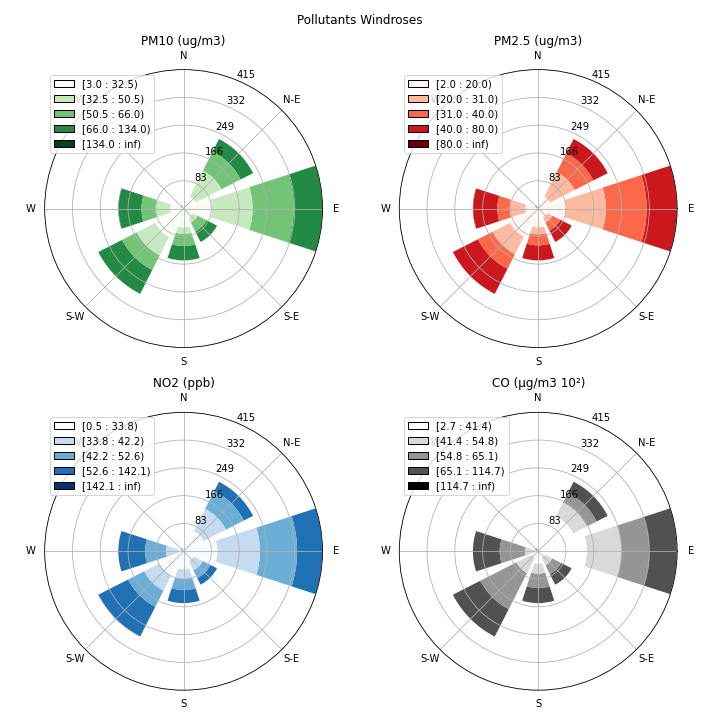 Pollutants Windroses
PM10 (ug/m3)
N
[3.0 : 32.5)
[32.5 : 50.5)
[50.5 : 66.0)
[66.0 : 134.0)
[134.0 : inf)
415
332
249
166
83
N-E
W
E
S-W
S-E
S
PM2.5 (ug/m3)
N
[2.0 : 20.0)
[20.0 : 31.0)
[31.0 : 40.0)
[40.0 : 80.0)
[80.0 : inf)
415
332
249
166
83
N-E
W
E
S-W
S-E
S
NO2 (ppb)
N
[0.5 : 33.8)
[33.8 : 42.2)
[42.2 : 52.6)
[52.6 : 142.1)
[142.1 : inf)
415
332
249
166
83
N-E
W
E
S-W
S-E
S
CO (μg/m3 10²)
N
[2.7 : 41.4)
[41.4 : 54.8)
[54.8 : 65.1)
[65.1 : 114.7)
[114.7 : inf)
415
332
249
166
83
N-E
W
E
S-W
S-E
S